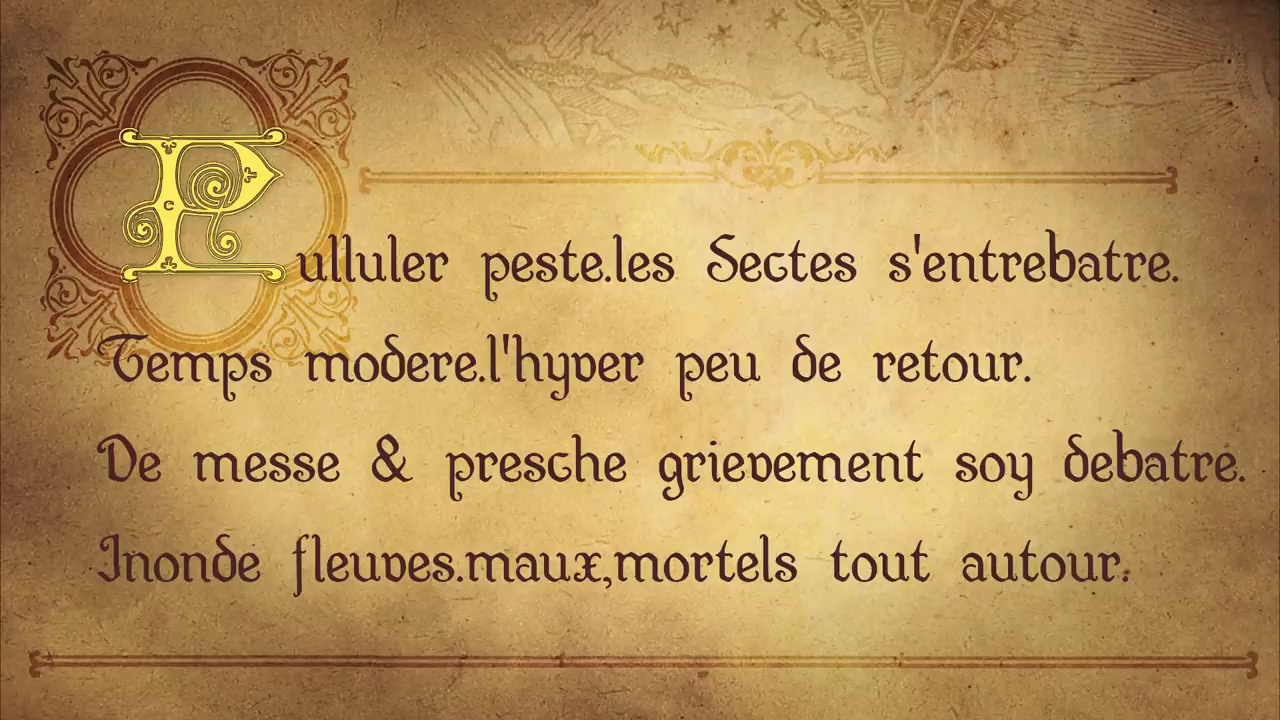 Pulluler peste.les Sectes s'entrebatre.
Temps modere.l'hyver peu de retour.
De messe & presche grievement soy debatre.
Inonde fleuves.maux,mortels tout autour.